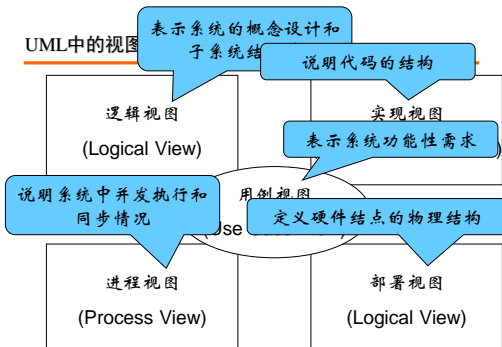 UML中的视图
表示系统的概念设计和
子系统结
说明代码的结构
逻辑视图
(Logical View)
实现视图
表示系统功能性需求
说明系统中并发执行和
同步情况
用例视图
定义硬件结点的物理结构
进程视图
(Process View)
部署视图
(Logical View)